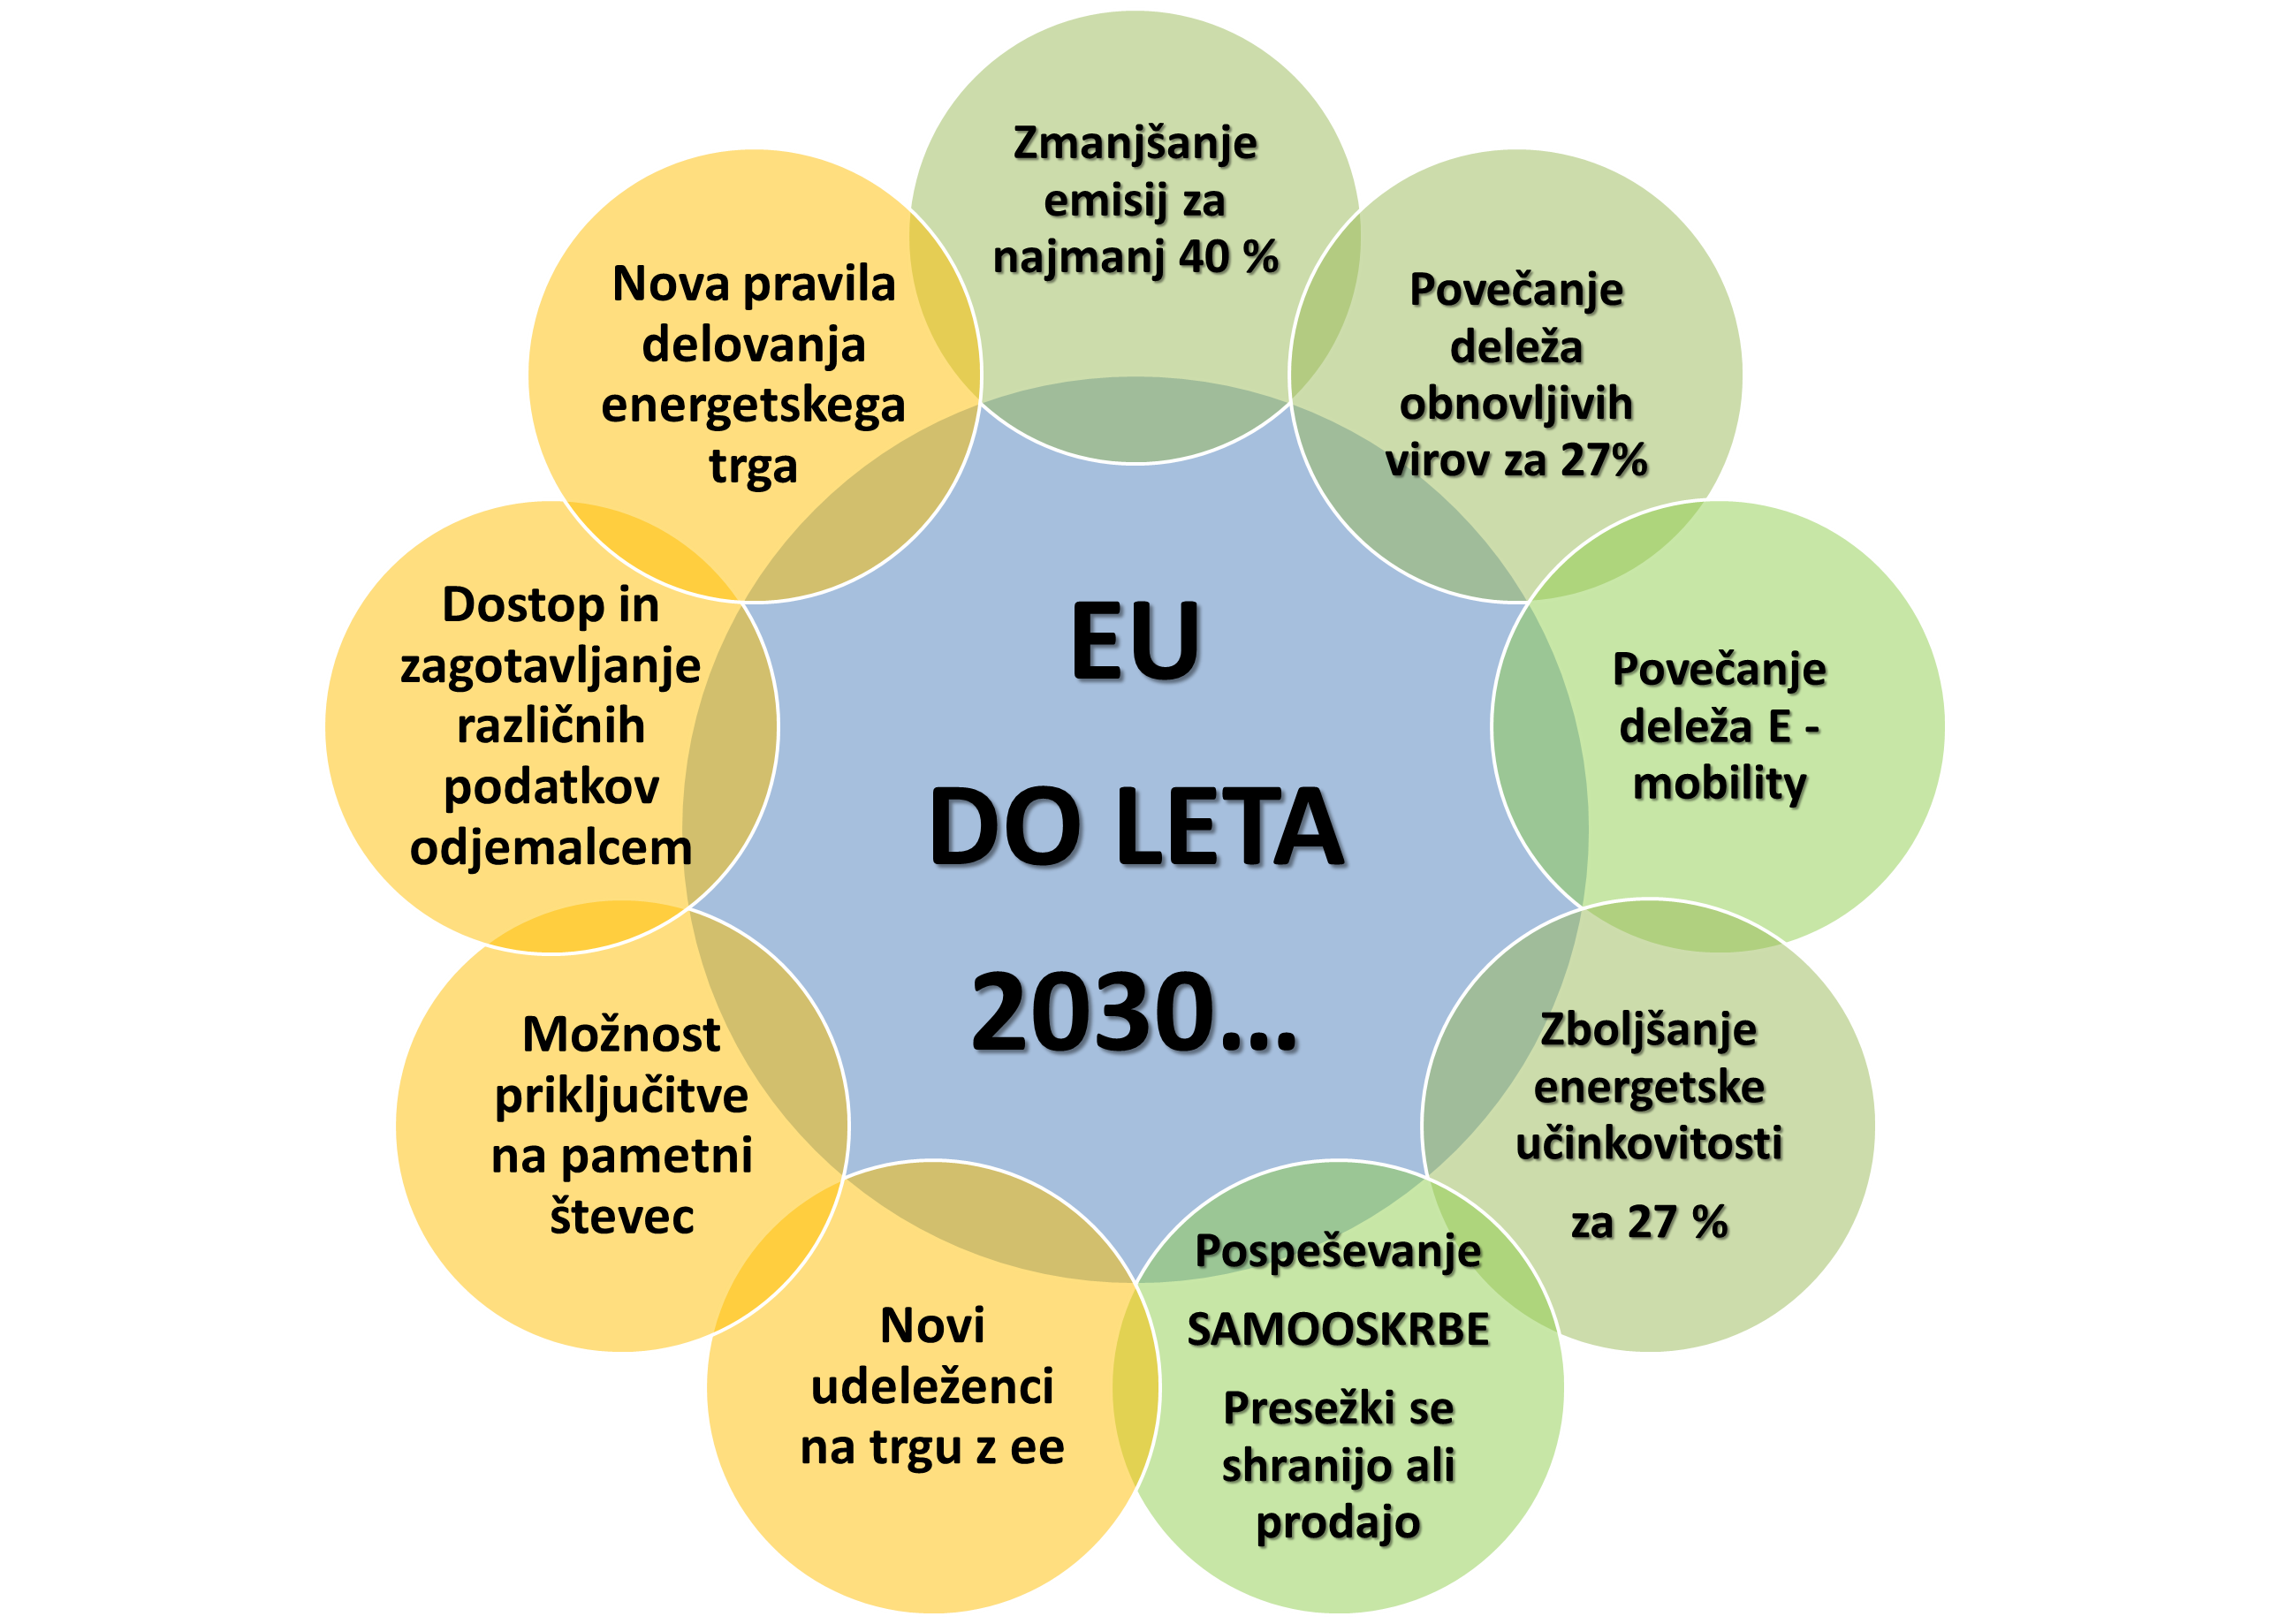 Zmanjšanje
emisij za
najmanj 40 %
Povečanje
deleža
obnovljivih
virov za 27%
Povečanje
deleža E -
mobility
Zboljšanje
energetske
učinkovitosti
za 27 %
Pospeševanje
SAMOOSKRBE
Presežki se
shranijo ali
prodajo
Novi
udeleženci
na trgu z ee
Možnost
priključitve
na pametni
števec
Dostop in
zagotavljanje
različnih
podatkov
odjemalcem
Nova pravila
delovanja
energetskega
trga
EU
DO LETA
2030...